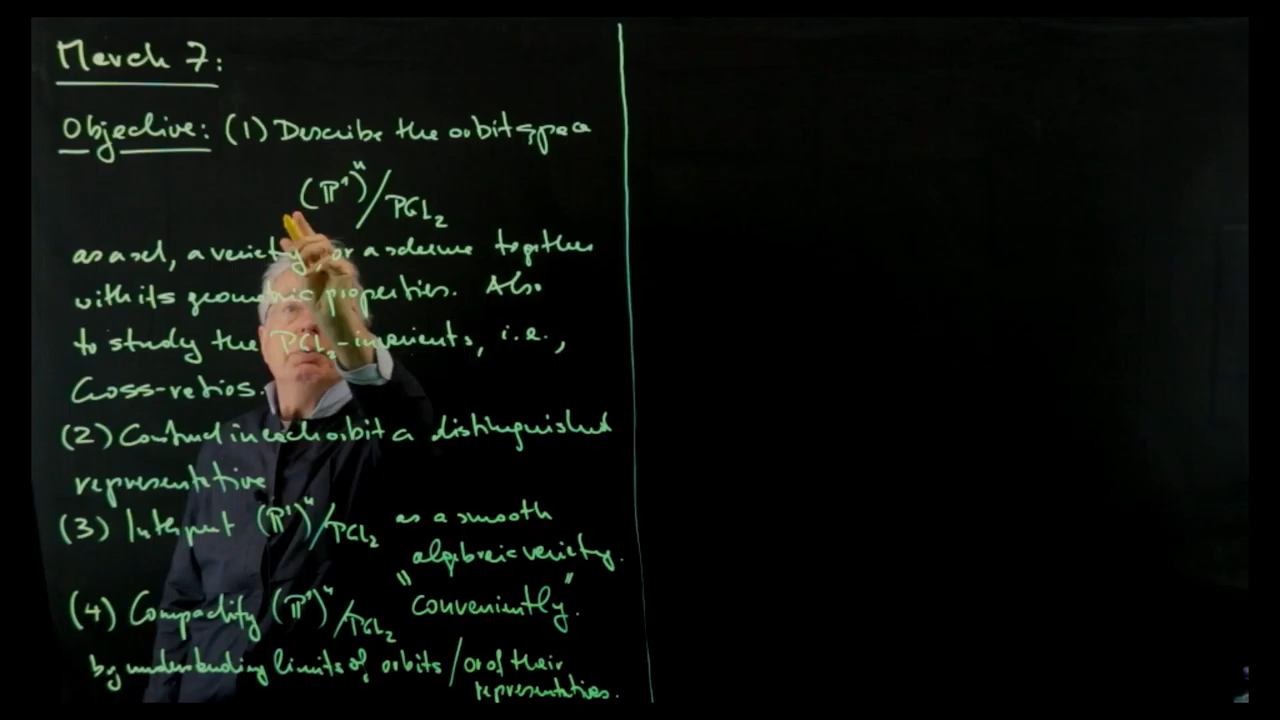 March 7:
Objective: (1) Describe the orbit space
(P¹)ⁿ/PGL₂
as a set, a variety, or a scheme together
with its geometric properties. Also
to study the PGL₂-invariants, i.e.,
Cross-ratios.
(2) Construct in each orbit a distinguished
representative
(3) Interpret (P¹)ⁿ/PGL₂ as a smooth
algebraic variety.
(4) Compactify (P¹)ⁿ/PGL₂ "conveniently".
by understanding limits of orbits / or of their
representatives.